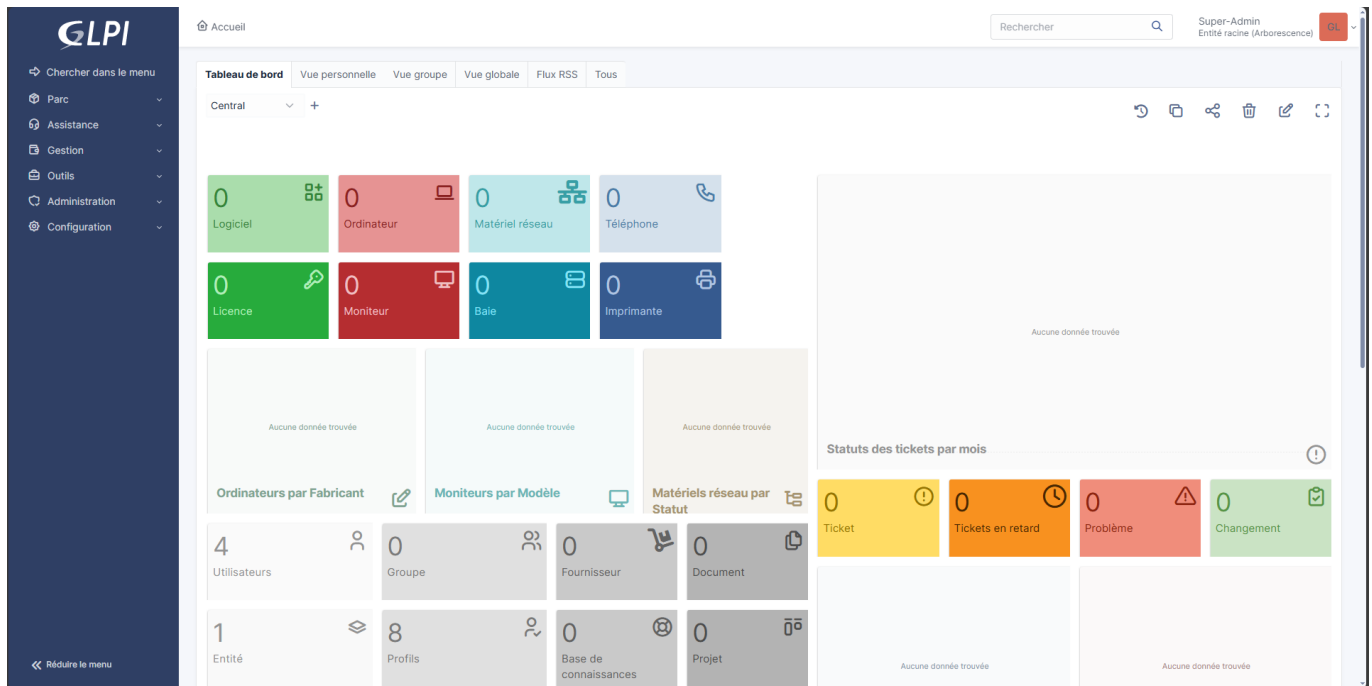 GLPI
Chercher dans le menu
Parc
Assistance
Gestion
Outils
Administration
Configuration
Réduire le menu
Accueil
Rechercher
Super-Admin
Entité racine (Arborescence)
GL
Tableau de bord
Vue personnelle
Vue groupe
Vue globale
Flux RSS
Tous
Central
0
Logiciel
0
Ordinateur
0
Matériel réseau
0
Téléphone
0
Licence
0
Moniteur
0
Baie
0
Imprimante
Aucune donnée trouvée
Ordinateurs par Fabricant
Aucune donnée trouvée
Moniteurs par Modèle
Aucune donnée trouvée
Matériels réseau par
Statut
4
Utilisateurs
0
Groupe
0
Fournisseur
0
Document
1
Entité
8
Profils
0
Base de
connaissances
0
Projet
Aucune donnée trouvée
Statuts des tickets par mois
0
Ticket
0
Tickets en retard
0
Problème
0
Changement
Aucune donnée trouvée
Aucune donnée trouvée